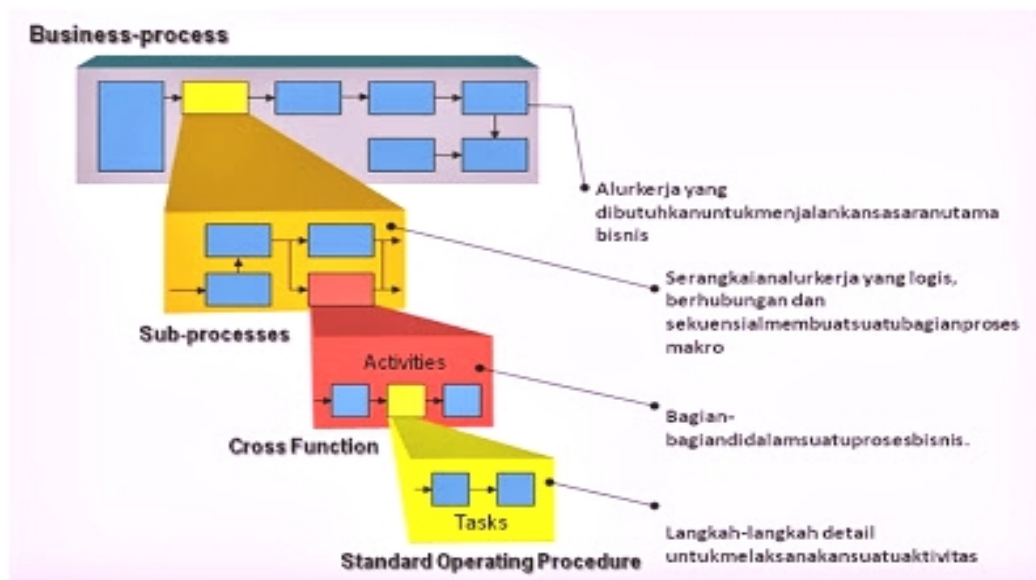 Business-process
Alurkerja yang
dibutuhkanuntukmenjalankansasaranutama
bisnis
Serangkaianalurkerja yang logis,
berhubungan dan
sekuensialmembuatsuatubagianproses
makro
Sub-processes
Activities
Bagian-
bagiandidalamsuatuprosesbisnis.
Cross Function
Tasks
Langkah-langkah detail
untukmelaksanakansuatuaktivitas
Standard Operating Procedure